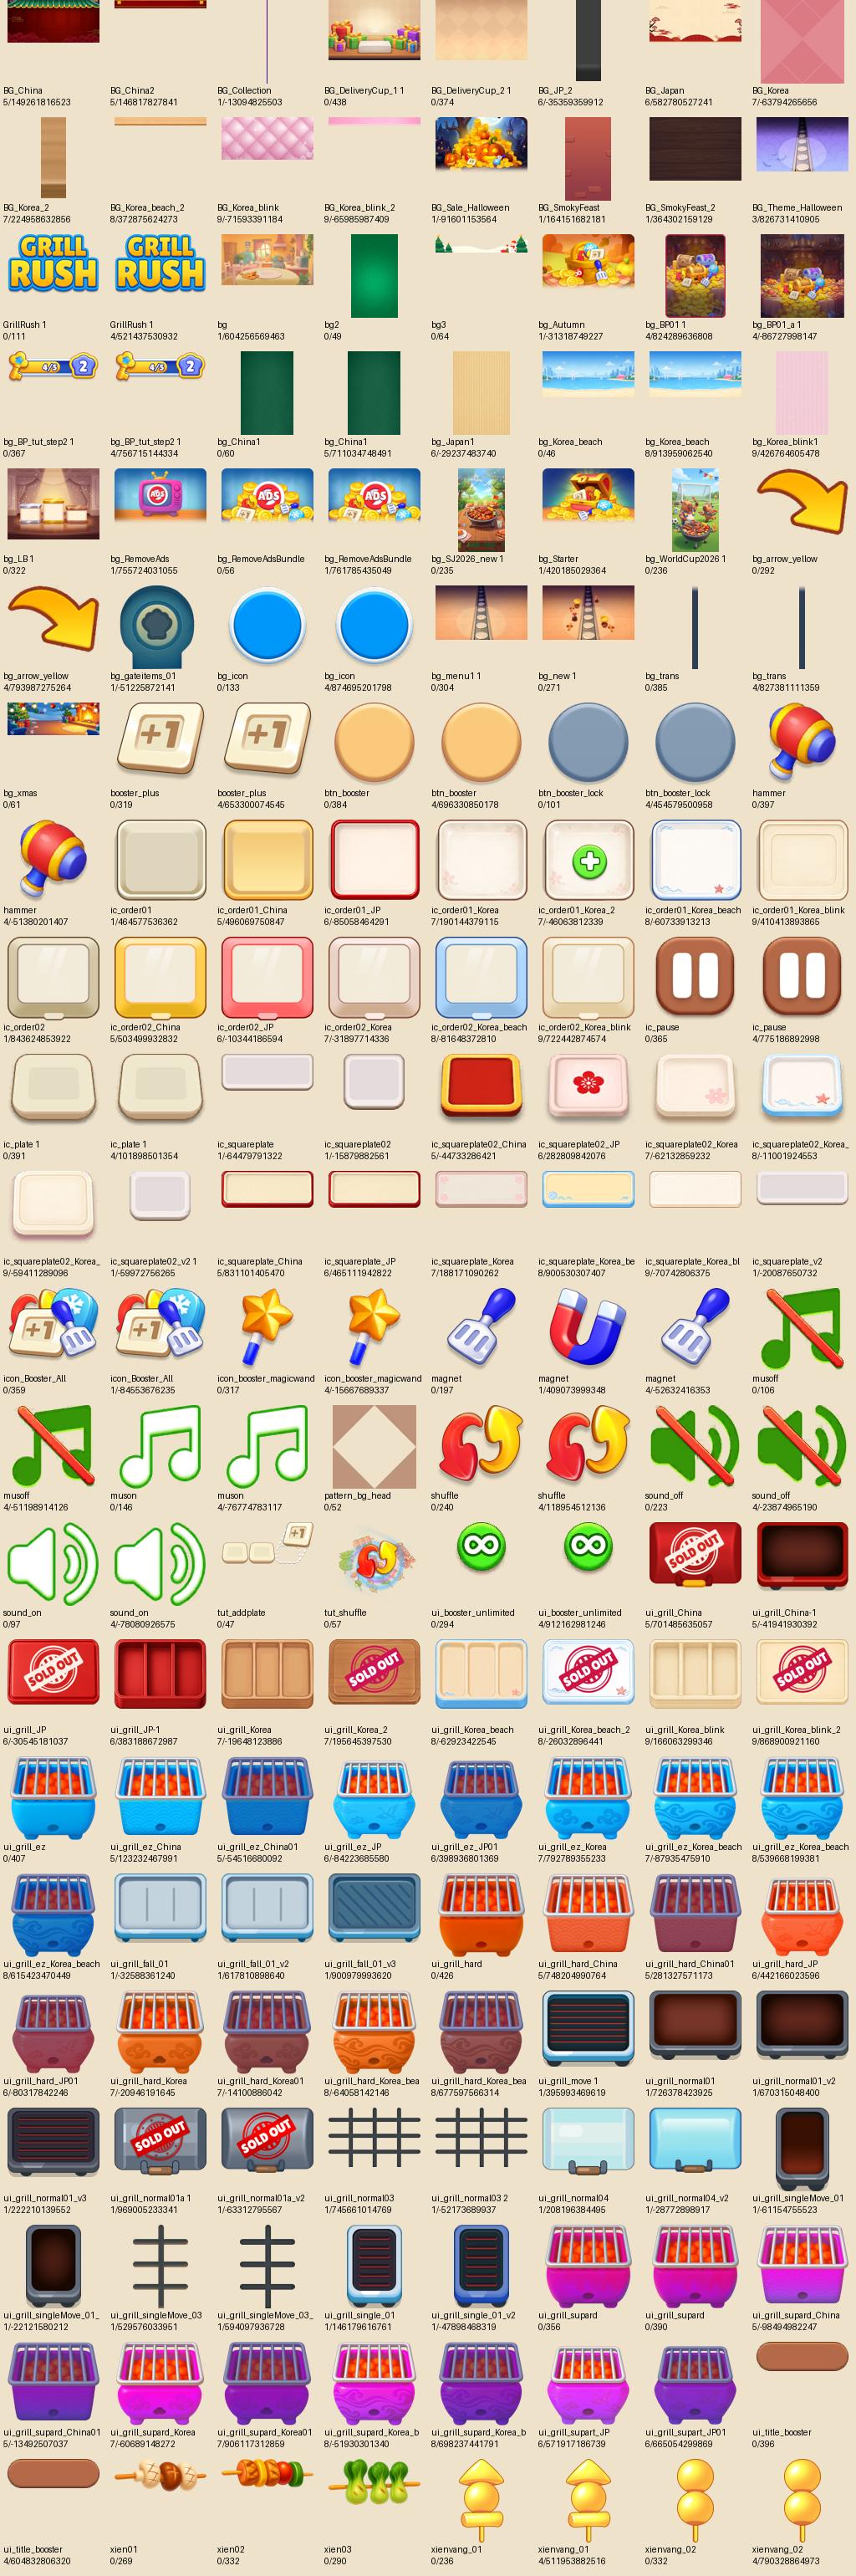 BG_China
5/149261816523
BG_China2
5/146817827841
BG_Collection
1/-13094825503
BG_DeliveryCup_1 1
0/438
BG_DeliveryCup_2 1
0/374
BG_JP_2
6/-35359359912
BG_Japan
6/582780527241
BG_Korea
7/-63794265656
BG_Korea_2
7/224958632856
BG_Korea_beach_2
8/372875624273
BG_Korea_blink
9/-71593391184
BG_Korea_blink_2
9/-65985987409
BG_Sale_Halloween
1/-91601153564
BG_SmokyFeast
1/164151682181
BG_SmokyFeast_2
1/364302159129
BG_Theme_Halloween
3/826731410905
GRILL
RUSH
GrillRush 1
0/111
GRILL
RUSH
GrillRush 1
4/521437530932
bg
1/604256569463
bg2
0/49
bg3
0/64
bg_Autumn
1/-31318749227
bg_BP01 1
4/824289636808
bg_BP01_a 1
4/-86727998147
4/3
2
bg_BP_tut_step2 1
0/367
4/3
2
bg_BP_tut_step2 1
4/756715144334
bg_China1
0/60
bg_China1
5/711034748491
bg_Japan1
6/-29237483740
bg_Korea_beach
0/46
bg_Korea_beach
8/913959062540
bg_Korea_blink1
9/426764605478
bg_LB 1
0/322
ADS
bg_RemoveAds
1/755724031055
ADS
bg_RemoveAdsBundle
0/56
ADS
bg_RemoveAdsBundle
1/761785435049
bg_SJ2026_new 1
0/235
bg_Starter
1/420185029364
bg_WorldCup2026 1
0/236
bg_arrow_yellow
0/292
bg_arrow_yellow
4/793987275264
bg_gateitems_01
1/-51225872141
bg_icon
0/133
bg_icon
4/874695201798
bg_menu1 1
0/304
bg_new 1
0/271
bg_trans
0/385
bg_trans
4/827381111359
bg_xmas
0/61
+1
booster_plus
0/319
+1
booster_plus
4/653300074545
btn_booster
0/384
btn_booster
4/696330850178
btn_booster_lock
0/101
btn_booster_lock
4/454579500958
hammer
0/397
hammer
4/-51380201407
ic_order01
1/464577536362
ic_order01_China
5/496069750847
ic_order01_JP
6/-85058464291
ic_order01_Korea
7/190144379115
ic_order01_Korea_2
7/-46063812339
ic_order01_Korea_beach
8/-60733913213
ic_order01_Korea_blink
9/410413893865
ic_order02
1/843624853922
ic_order02_China
5/503499932832
ic_order02_JP
6/-10344186594
ic_order02_Korea
7/-31897714336
ic_order02_Korea_beach
8/-81648372810
ic_order02_Korea_blink
9/722442874574
ic_pause
0/365
ic_pause
4/775186892998
ic_plate 1
0/391
ic_plate 1
4/101898501354
ic_squareplate
1/-64479791322
ic_squareplate02
1/-15879882561
ic_squareplate02_China
5/-44733286421
ic_squareplate02_JP
6/282809842076
ic_squareplate02_Korea
7/-62132859232
ic_squareplate02_Korea_
8/-11001924553
ic_squareplate02_Korea_
9/-59411289096
ic_squareplate02_v2 1
1/-59972756265
ic_squareplate_China
5/831101405470
ic_squareplate_JP
6/465111942822
ic_squareplate_Korea
7/188171090262
ic_squareplate_Korea_be
8/900530307407
ic_squareplate_Korea_bl
9/-70742806375
ic_squareplate_v2
1/-20087650732
+1
icon_Booster_All
0/359
+1
icon_Booster_All
1/-84553676235
icon_booster_magicwand
0/317
icon_booster_magicwand
4/-15667689337
magnet
0/197
magnet
1/409073999348
magnet
4/-52632416353
musoff
0/106
musoff
4/-51198914126
muson
0/146
muson
4/-76774783117
pattern_bg_head
0/52
shuffle
0/240
shuffle
4/118954512136
sound_off
0/223
sound_off
4/-23874965190
sound_on
0/97
sound_on
4/-78080926575
+1
tut_addplate
0/47
tut_shuffle
0/57
ui_booster_unlimited
0/294
ui_booster_unlimited
4/912162981246
SOLD OUT
ui_grill_China
5/701485635057
ui_grill_China-1
5/-41941930392
SOLD OUT
ui_grill_JP
6/-30545181037
ui_grill_JP-1
6/383188672987
ui_grill_Korea
7/-19648123886
SOLD OUT
ui_grill_Korea_2
7/195645397530
ui_grill_Korea_beach
8/-62923422545
SOLD OUT
ui_grill_Korea_beach_2
8/-26032896441
ui_grill_Korea_blink
9/166063299346
SOLD OUT
ui_grill_Korea_blink_2
9/868900921160
ui_grill_ez
0/407
ui_grill_ez_China
5/123232467991
ui_grill_ez_China01
5/-54516680092
ui_grill_ez_JP
6/-84223685580
ui_grill_ez_JP01
6/398936801369
ui_grill_ez_Korea
7/792789355233
ui_grill_ez_Korea_beach
7/-87935475910
ui_grill_ez_Korea_beach
8/539668199381
ui_grill_ez_Korea_beach
8/615423470449
ui_grill_fall_01
1/-32588361240
ui_grill_fall_01_v2
1/617810898640
ui_grill_fall_01_v3
1/900979993620
ui_grill_hard
0/426
ui_grill_hard_China
5/748204990764
ui_grill_hard_China01
5/281327571173
ui_grill_hard_JP
6/442166023596
ui_grill_hard_JP01
6/-80317842246
ui_grill_hard_Korea
7/-20946191645
ui_grill_hard_Korea01
7/-14100886042
ui_grill_hard_Korea_bea
8/-64058142146
ui_grill_hard_Korea_bea
8/677597566314
ui_grill_move 1
1/395993469619
ui_grill_normal01
1/726378423925
ui_grill_normal01_v2
1/670315048400
ui_grill_normal01_v3
1/222210139552
SOLD OUT
ui_grill_normal01a 1
1/969005233341
SOLD OUT
ui_grill_normal01a_v2
1/-63312795567
ui_grill_normal03
1/745661014769
ui_grill_normal03 2
1/-52173689937
ui_grill_normal04
1/208196384495
ui_grill_normal04_v2
1/-28772898917
ui_grill_singleMove_01
1/-61154755523
ui_grill_singleMove_01_
1/-22121580212
ui_grill_singleMove_03
1/529576033951
ui_grill_singleMove_03_
1/594097936728
ui_grill_single_01
1/146179616761
ui_grill_single_01_v2
1/-47898468319
ui_grill_supard
0/356
ui_grill_supard
0/390
ui_grill_supard_China
5/-98494982247
ui_grill_supard_China01
5/-13492507037
ui_grill_supard_Korea
7/-60689148272
ui_grill_supard_Korea01
7/906117312859
ui_grill_supard_Korea_b
8/-51930301340
ui_grill_supard_Korea_b
8/698237441791
ui_grill_supart_JP
6/571917186739
ui_grill_supart_JP01
6/665054299869
ui_title_booster
0/396
ui_title_booster
4/604832806320
xien01
0/269
xien02
0/332
xien03
0/290
xienvang_01
0/236
xienvang_01
4/511953882516
xienvang_02
0/332
xienvang_02
4/790328864973